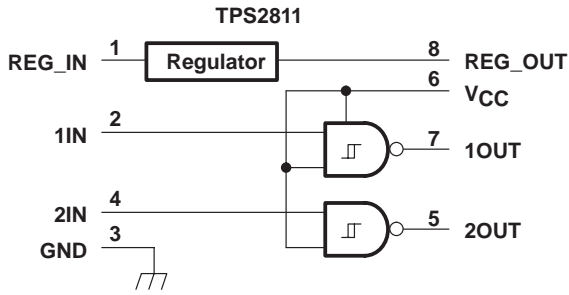 TPS2811
REG_IN 1 Regulator 8 REG_OUT
6 VCC
1IN 2
7 1OUT
2IN 4
5 2OUT
GND 3